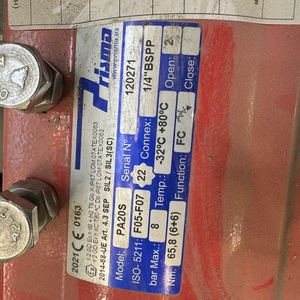 Prisma
www.prisma.es
Model: PA20S Serial N°: 120271
ISO-5211: F05-F07 22 Connex: 1/4"BSPP
bar Max.: 8 Temp.: -32°C +80°C Open:
Nm: 65,8 (6+6) Function: FC
2021 CE 0163
2014-68-UE Art. 4.3 SEP SIL2 / SIL3(SC)